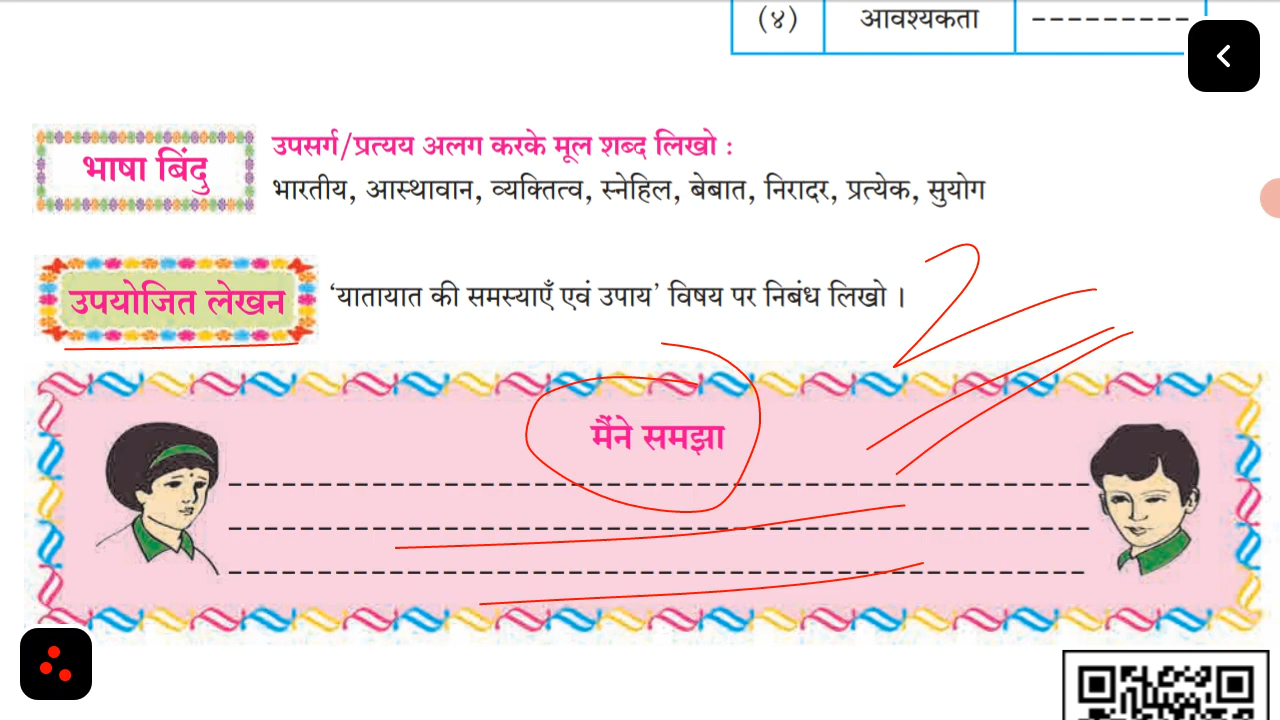 (४) आवश्यकता ---------
भाषा बिंदु
उपसर्ग/प्रत्यय अलग करके मूल शब्द लिखो :
भारतीय, आस्थावान, व्यक्तित्व, स्नेहिल, बेबात, निरादर, प्रत्येक, सुयोग
उपयोजित लेखन
‘यातायात की समस्याएँ एवं उपाय’ विषय पर निबंध लिखो ।
मैंने समझा